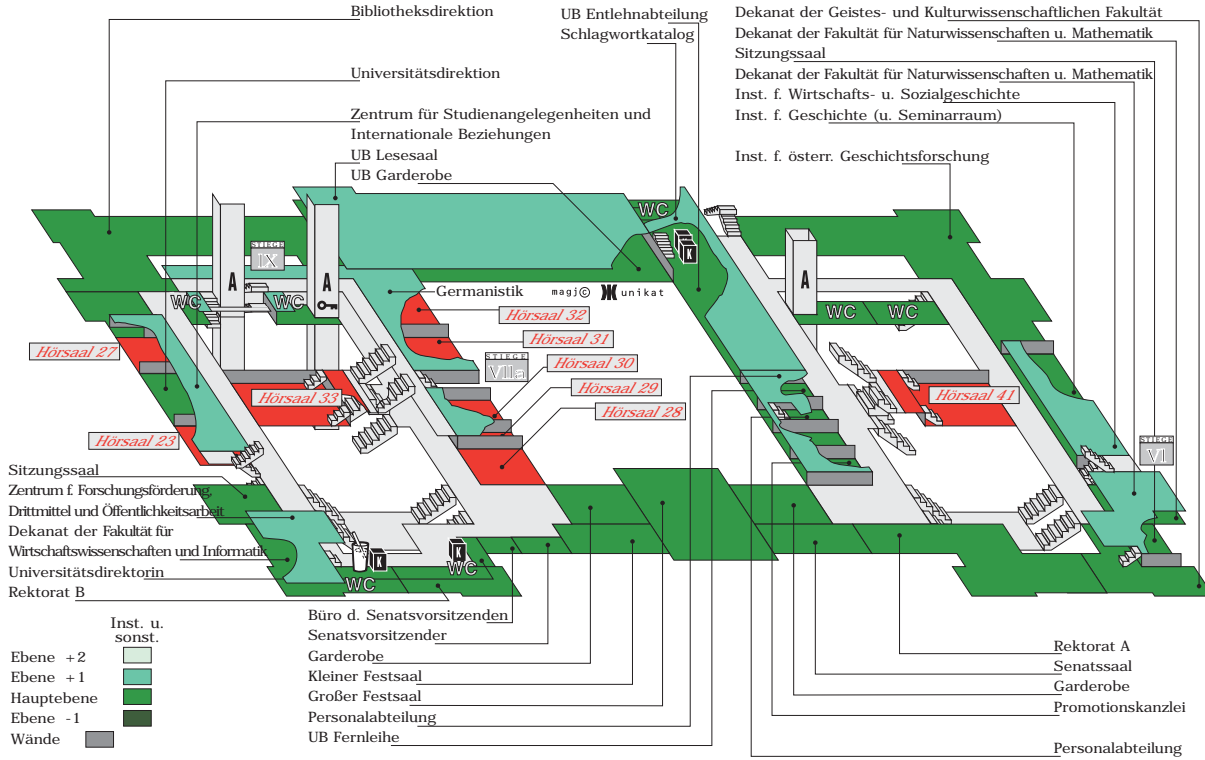 Bibliotheksdirektion
UB Entlehnabteilung
Schlagwortkatalog
Dekanat der Geistes- und Kulturwissenschaftlichen Fakultät
Dekanat der Fakultät für Naturwissenschaften u. Mathematik
Sitzungssaal
Dekanat der Fakultät für Naturwissenschaften u. Mathematik
Inst. f. Wirtschafts- u. Sozialgeschichte
Inst. f. Geschichte (u. Seminarraum)
Inst. f. österr. Geschichtsforschung
Universitätsdirektion
Zentrum für Studienangelegenheiten und
Internationale Beziehungen
UB Lesesaal
UB Garderobe
WC
STIEGE
IX
A
A
A
K
WC
WC
Germanistik
magj©
unikat
WC
WC
Hörsaal 32
Hörsaal 31
Hörsaal 30
Hörsaal 29
Hörsaal 28
STIEGE
VIIa
Hörsaal 27
Hörsaal 33
Hörsaal 23
Hörsaal 41
STIEGE
VI
Sitzungssaal
Zentrum f. Forschungsförderung,
Drittmittel und Öffentlichkeitsarbeit
Dekanat der Fakultät für
Wirtschaftswissenschaften und Informatik
Universitätsdirektorin
Rektorat B
K
K
WC
WC
Inst. u.
sonst.
Ebene +2
Ebene +1
Hauptebene
Ebene -1
Wände
Büro d. Senatsvorsitzenden
Senatsvorsitzender
Garderobe
Kleiner Festsaal
Großer Festsaal
Personalabteilung
UB Fernleihe
Rektorat A
Senatssaal
Garderobe
Promotionskanzlei
Personalabteilung